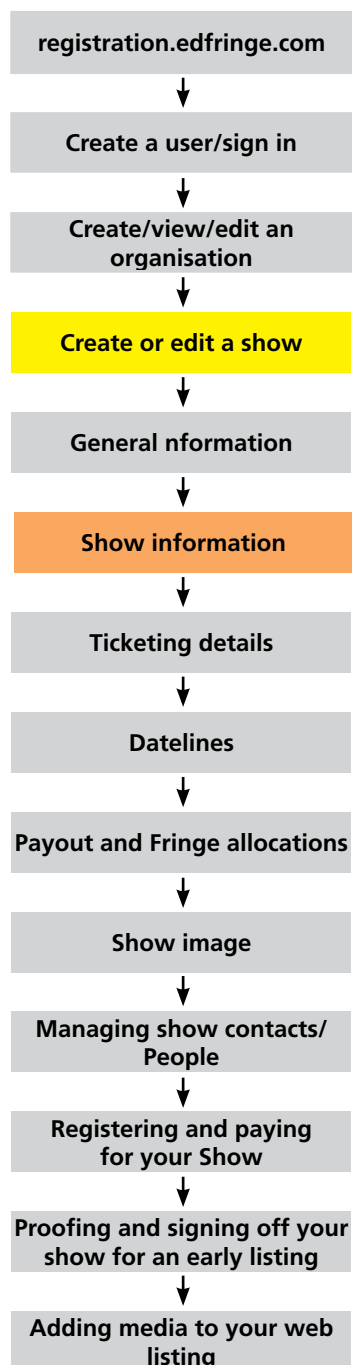 registration.edfringe.com
Create a user/sign in
Create/view/edit an
organisation
Create or edit a show
General nformation
Show information
Ticketing details
Datelines
Payout and Fringe allocations
Show image
Managing show contacts/
People
Registering and paying
for your Show
Proofing and signing off your
show for an early listing
Adding media to your web
listing